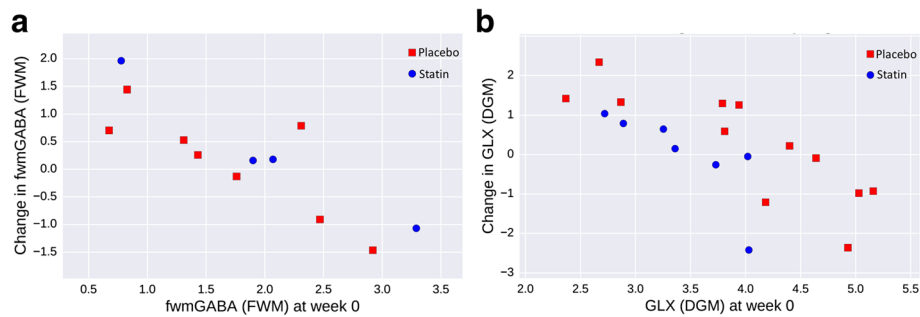 a
Change in fwmGABA (FWM)
2.0
1.5
1.0
0.5
0.0
−0.5
−1.0
−1.5
Placebo
Statin
0.5 1.0 1.5 2.0 2.5 3.0 3.5
fwmGABA (FWM) at week 0
b
Change in GLX (DGM)
2
1
0
−1
−2
−3
Placebo
Statin
2.0 2.5 3.0 3.5 4.0 4.5 5.0 5.5
GLX (DGM) at week 0